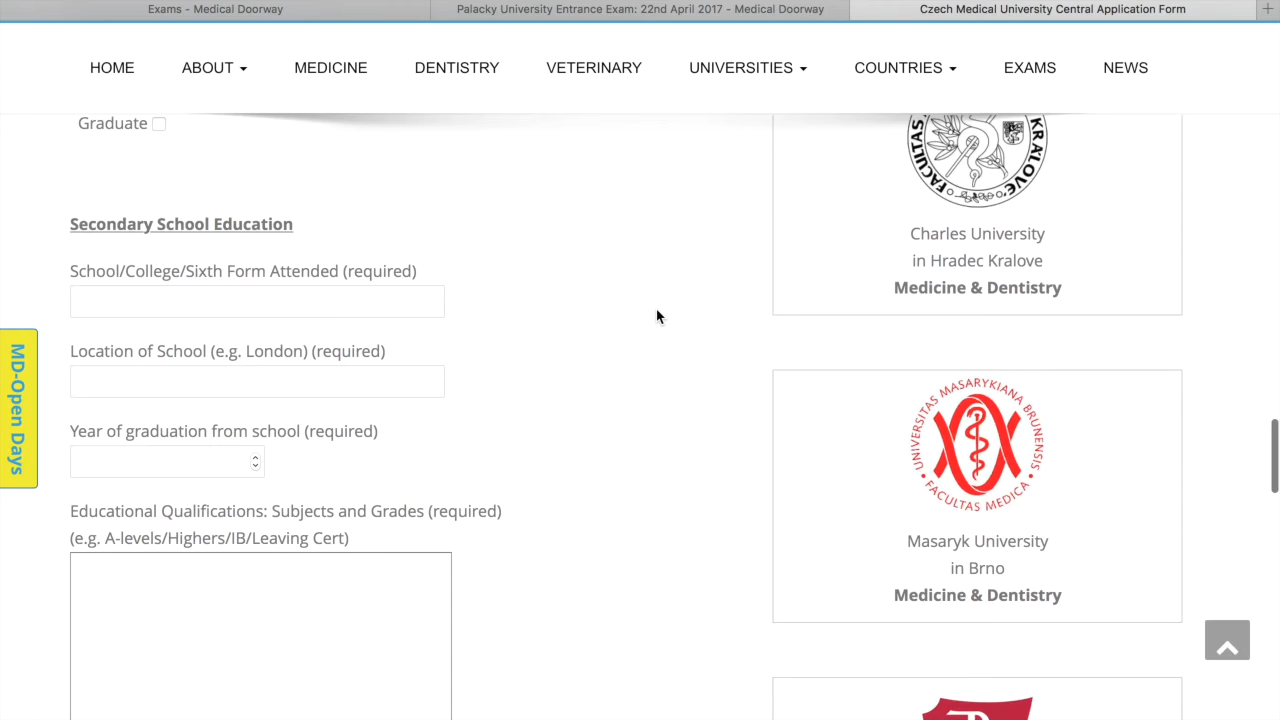 Exams - Medical Doorway
Palacky University Entrance Exam: 22nd April 2017 - Medical Doorway
Czech Medical University Central Application Form
HOME
ABOUT
MEDICINE
DENTISTRY
VETERINARY
UNIVERSITIES
COUNTRIES
EXAMS
NEWS
Graduate
Secondary School Education
School/College/Sixth Form Attended (required)
Location of School (e.g. London) (required)
Year of graduation from school (required)
Educational Qualifications: Subjects and Grades (required)
(e.g. A-levels/Highers/IB/Leaving Cert)
MD-Open Days
FACULTAS
KRALOVÉ
Charles University
in Hradec Kralove
Medicine & Dentistry
UNIVERSITAS MASARYKIANA BRUNENSIS
• FACULTAS MEDICA •
Masaryk University
in Brno
Medicine & Dentistry